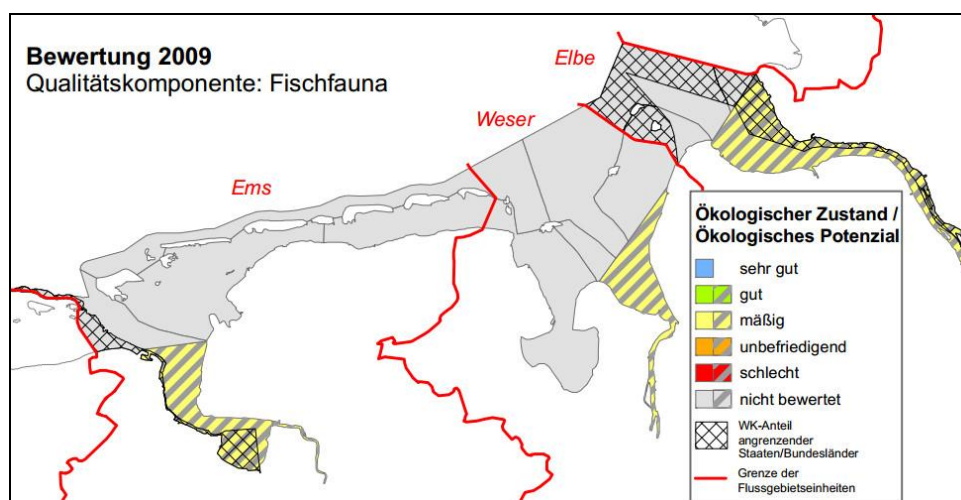 Bewertung 2009
Qualitätskomponente: Fischfauna
Elbe
Weser
Ems
Ökologischer Zustand /
Ökologisches Potenzial
sehr gut
gut
mäßig
unbefriedigend
schlecht
nicht bewertet
WK-Anteil
angrenzender
Staaten/Bundesländer
Grenze der
Flussgebietseinheiten